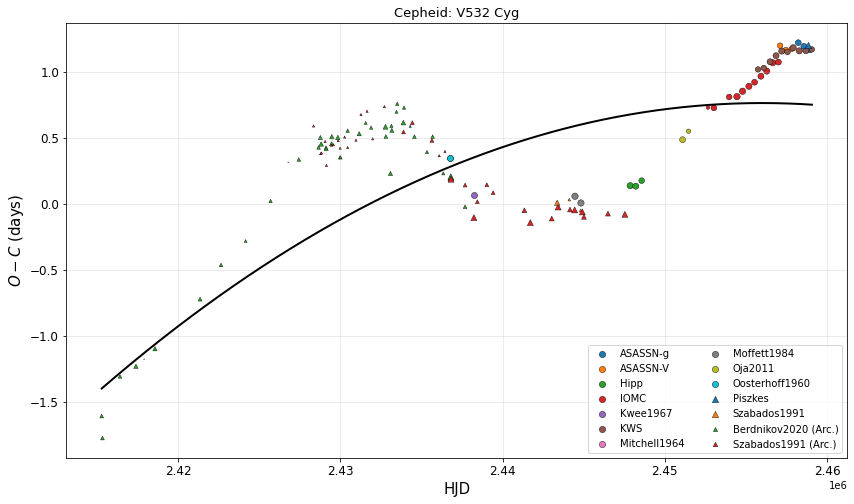 Cepheid: V532 Cyg
O − C (days)
1.0
0.5
0.0
−0.5
−1.0
−1.5
ASASSN-g
ASASSN-V
Hipp
IOMC
Kwee1967
KWS
Mitchell1964
Moffett1984
Oja2011
Oosterhoff1960
Piszkes
Szabados1991
Berdnikov2020 (Arc.)
Szabados1991 (Arc.)
2.42
2.43
2.44
2.45
2.46
1e6
HJD